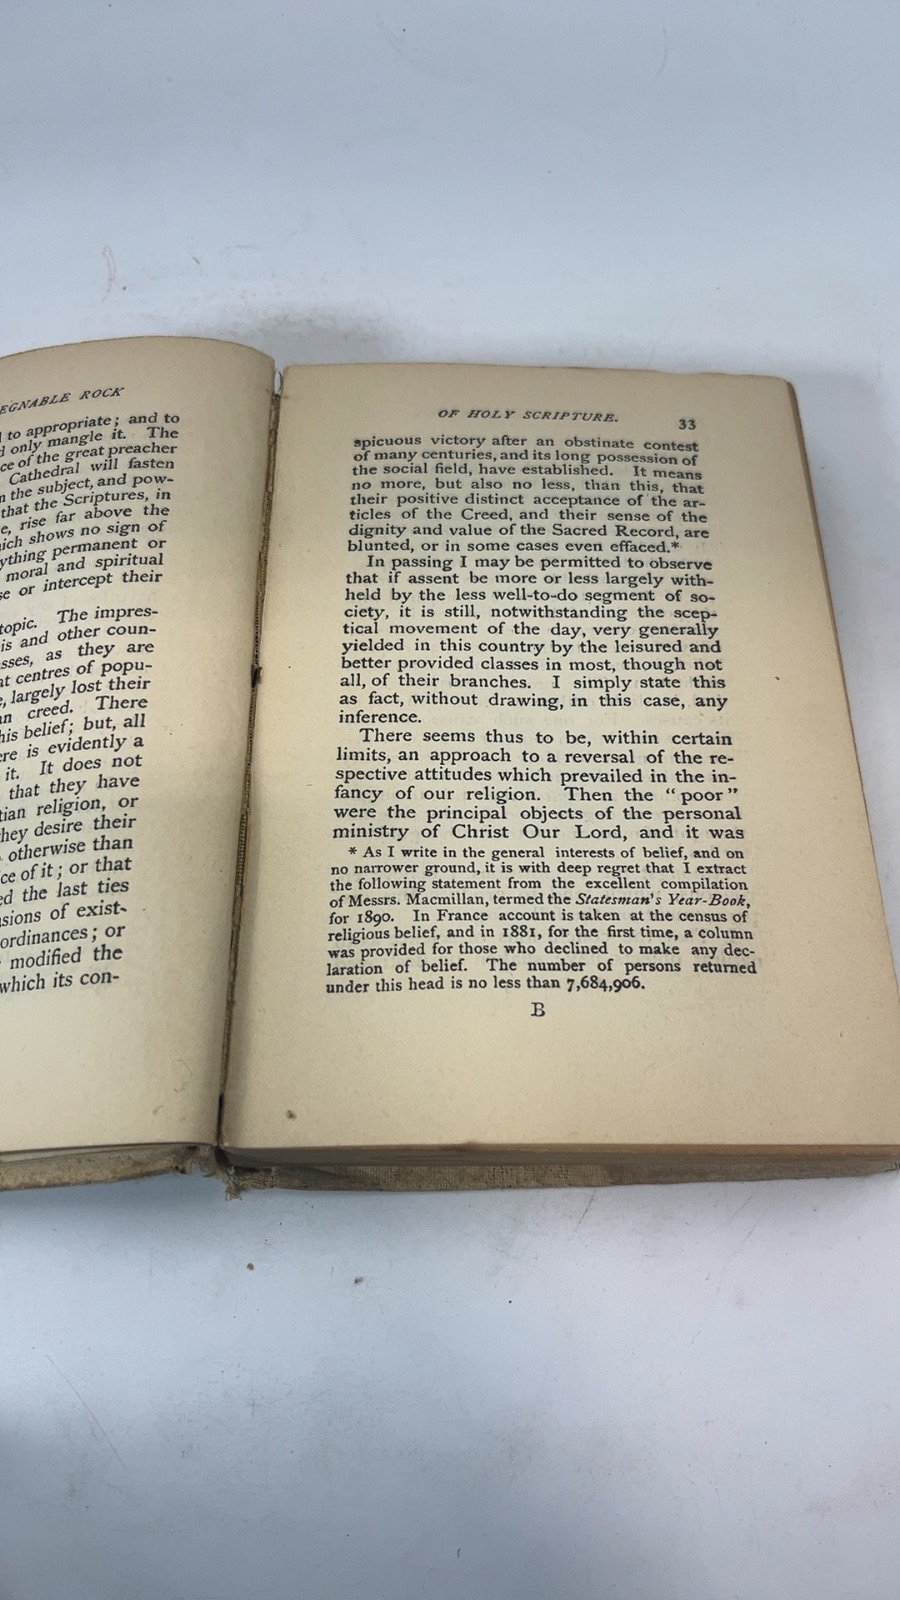 EGNABLE ROCK
to appropriate; and to
only mangle it. The
ce of the great preacher
Cathedral will fasten
the subject, and pow-
that the Scriptures, in
e, rise far above the
ich shows no sign of
ything permanent or
moral and spiritual
se or intercept their
topic. The impres-
is and other coun-
sses, as they are
at centres of popu-
, largely lost their
an creed. There
his belief; but, all
ere is evidently a
it. It does not
that they have
tian religion, or
hey desire their
otherwise than
ce of it; or that
ed the last ties
sions of exist-
ordinances; or
modified the
which its con-
OF HOLY SCRIPTURE. 33
spicuous victory after an obstinate contest
of many centuries, and its long possession of
the social field, have established. It means
no more, but also no less, than this, that
their positive distinct acceptance of the ar-
ticles of the Creed, and their sense of the
dignity and value of the Sacred Record, are
blunted, or in some cases even effaced.*
In passing I may be permitted to observe
that if assent be more or less largely with-
held by the less well-to-do segment of so-
ciety, it is still, notwithstanding the scep-
tical movement of the day, very generally
yielded in this country by the leisured and
better provided classes in most, though not
all, of their branches. I simply state this
as fact, without drawing, in this case, any
inference.
There seems thus to be, within certain
limits, an approach to a reversal of the re-
spective attitudes which prevailed in the in-
fancy of our religion. Then the "poor"
were the principal objects of the personal
ministry of Christ Our Lord, and it was
* As I write in the general interests of belief, and on
no narrower ground, it is with deep regret that I extract
the following statement from the excellent compilation
of Messrs. Macmillan, termed the Statesman's Year-Book,
for 1890. In France account is taken at the census of
religious belief, and in 1881, for the first time, a column
was provided for those who declined to make any dec-
laration of belief. The number of persons returned
under this head is no less than 7,684,906.
B